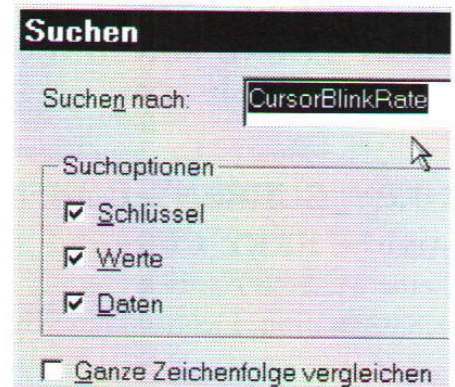 Suchen
Suchen nach: CursorBlinkRate
Suchoptionen
Schlüssel
Werte
Daten
Ganze Zeichenfolge vergleichen